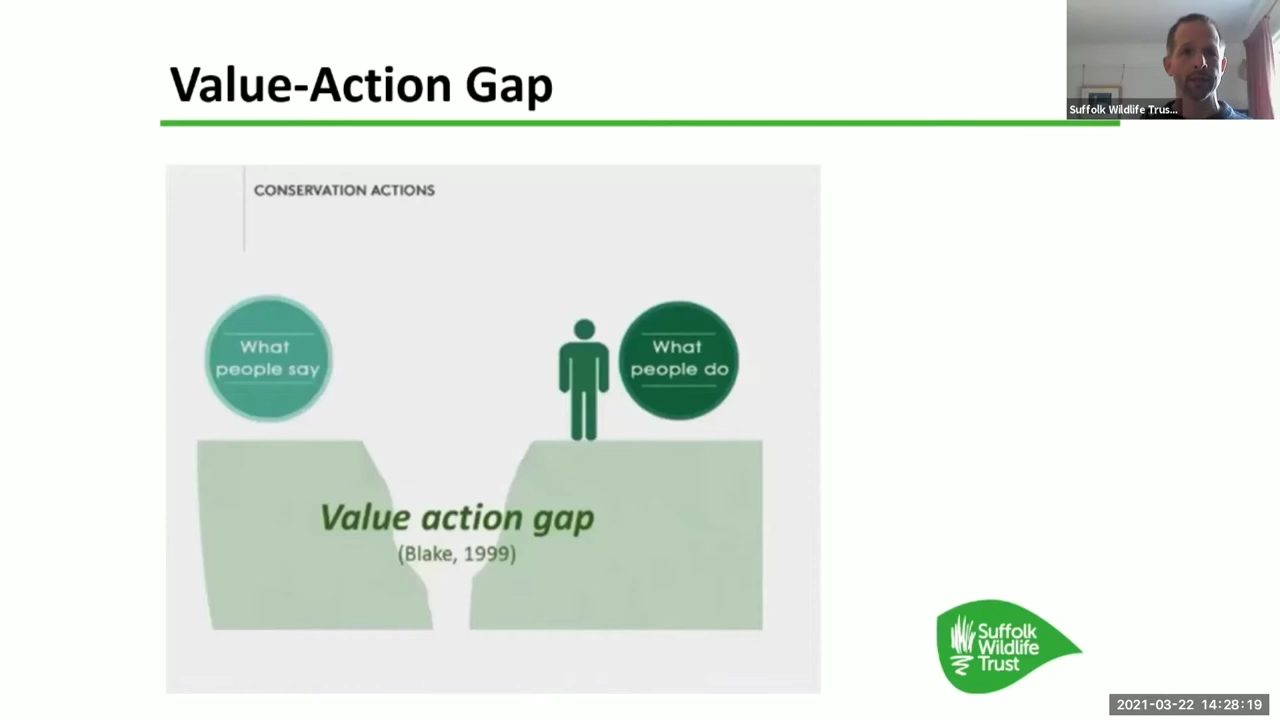 Value-Action Gap
Suffolk Wildlife Trus...
CONSERVATION ACTIONS
What
people say
What
people do
Value action gap
(Blake, 1999)
Suffolk
Wildlife
Trust
2021-03-22 14:28:19